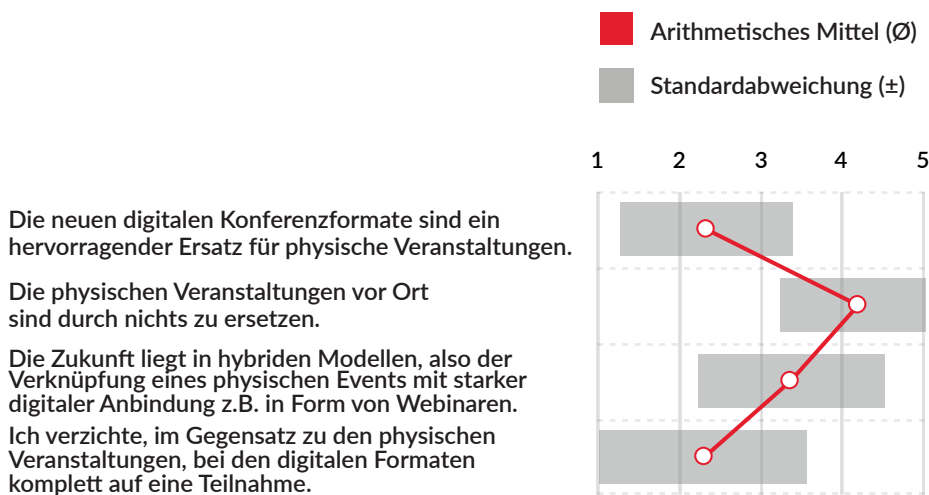 Arithmetisches Mittel (Ø)
Standardabweichung (±)
1 2 3 4 5
Die neuen digitalen Konferenzformate sind ein
hervorragender Ersatz für physische Veranstaltungen.
Die physischen Veranstaltungen vor Ort
sind durch nichts zu ersetzen.
Die Zukunft liegt in hybriden Modellen, also der
Verknüpfung eines physischen Events mit starker
digitaler Anbindung z.B. in Form von Webinaren.
Ich verzichte, im Gegensatz zu den physischen
Veranstaltungen, bei den digitalen Formaten
komplett auf eine Teilnahme.